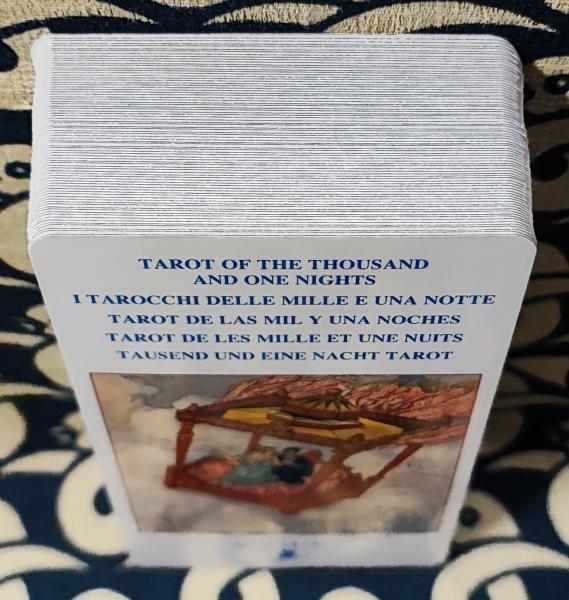 TAROT OF THE THOUSAND
AND ONE NIGHTS
I TAROCCHI DELLE MILLE E UNA NOTTE
TAROT DE LAS MIL Y UNA NOCHES
TAROT DE LES MILLE ET UNE NUITS
TAUSEND UND EINE NACHT TAROT